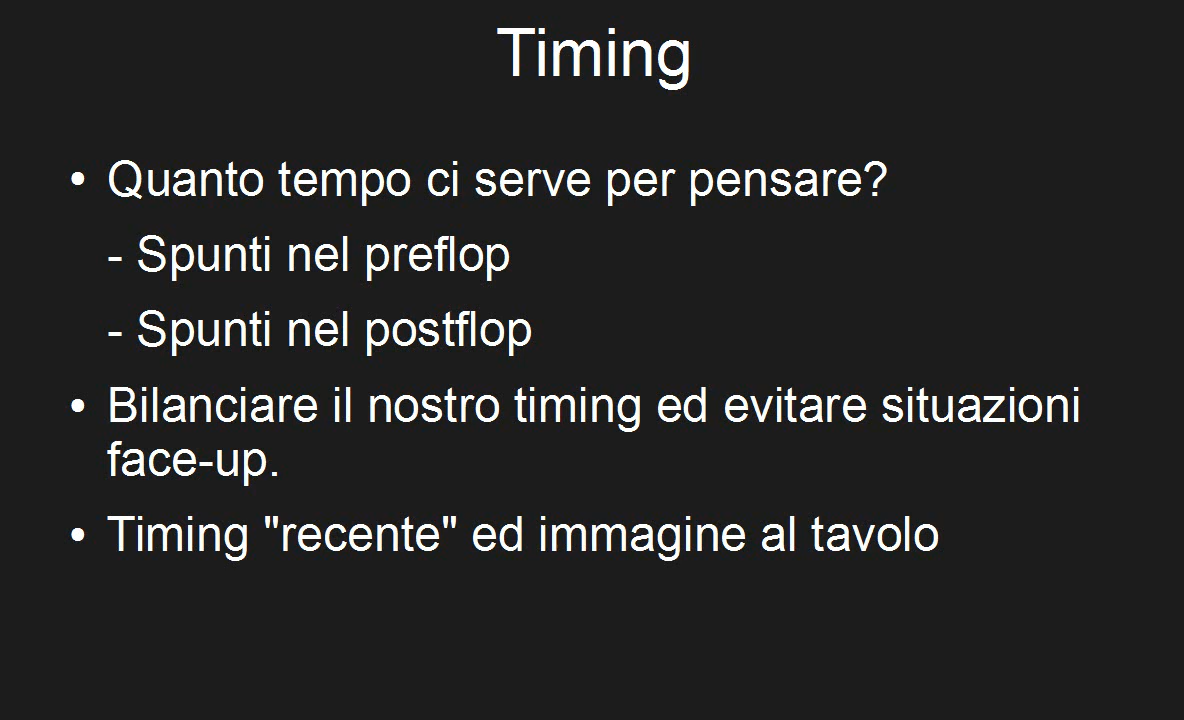 Timing
• Quanto tempo ci serve per pensare?
- Spunti nel preflop
- Spunti nel postflop
• Bilanciare il nostro timing ed evitare situazioni
face-up.
• Timing "recente" ed immagine al tavolo